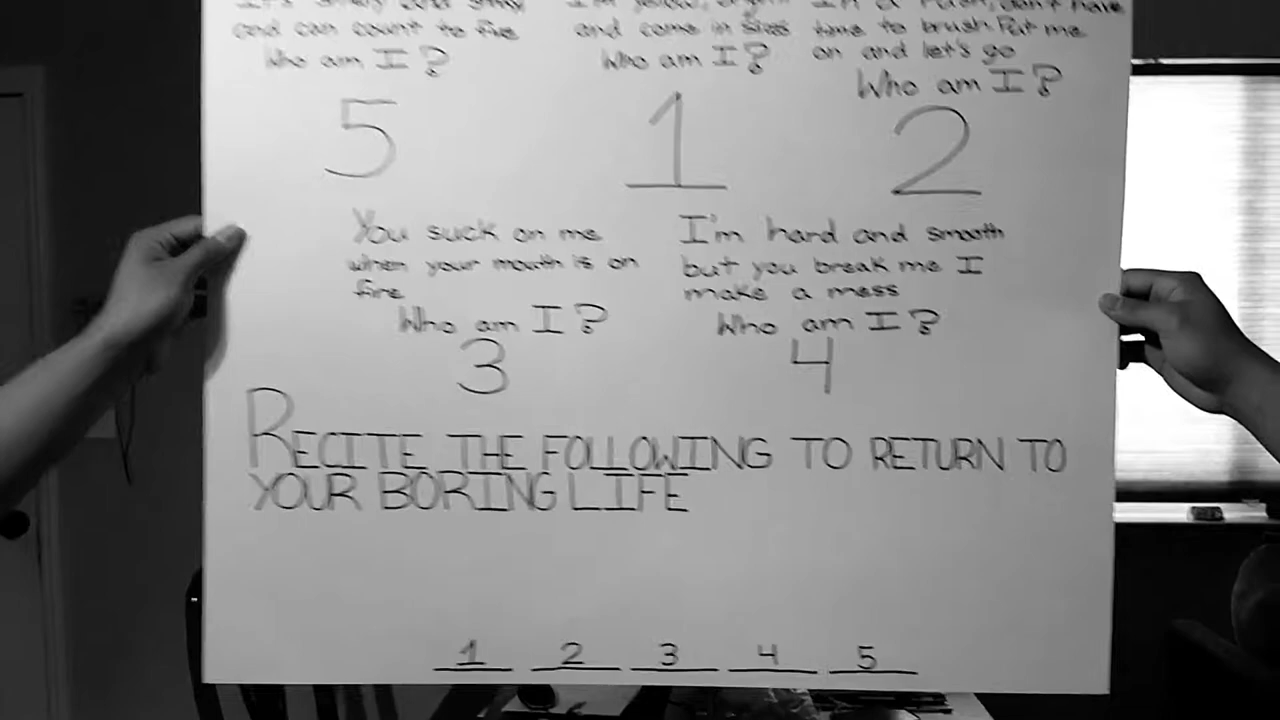 and can count to five
Who am I?
5
I'm yellow, bright
and come in
Who am I?
1
time to brush Put me
on and let's go
Who am I?
2
You suck on me
when your mouth is on
fire
Who am I?
3
I'm hard and smooth
but you break me I
make a mess
Who am I?
4
RECITE THE FOLLOWING TO RETURN TO
YOUR BORING LIFE
1 2 3 4 5